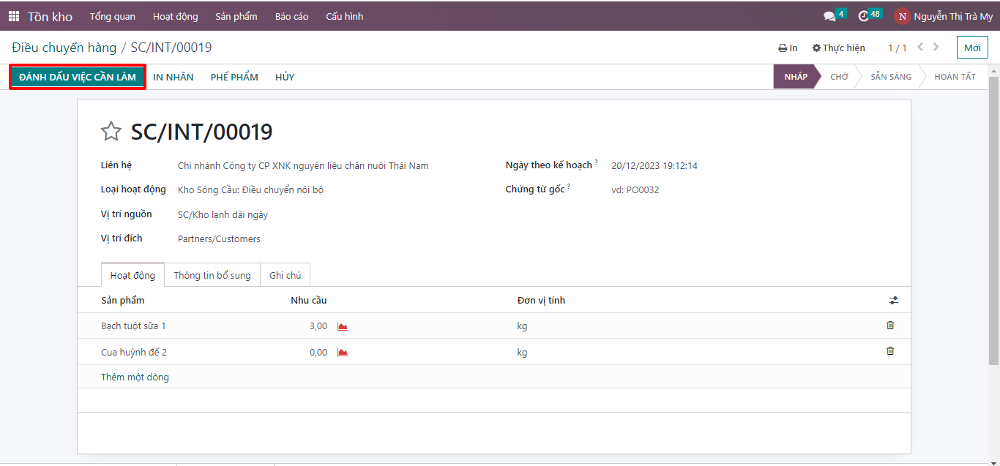 Tồn kho Tổng quan Hoạt động Sản phẩm Báo cáo Cấu hình 4 48 N Nguyễn Thị Trà My
Điều chuyển hàng / SC/INT/00019 In Thực hiện 1 / 1 Mới
ĐÁNH DẤU VIỆC CẦN LÀM IN NHÃN PHẾ PHẨM HỦY NHÁP CHỜ SẴN SÀNG HOÀN TẤT
SC/INT/00019
Liên hệ Chi nhánh Công ty CP XNK nguyên liệu chăn nuôi Thái Nam Ngày theo kế hoạch ? 20/12/2023 19:12:14
Loại hoạt động Kho Sông Cầu: Điều chuyển nội bộ Chứng từ gốc ? vd: PO0032
Vị trí nguồn SC/Kho lạnh dài ngày
Vị trí đích Partners/Customers
Hoạt động Thông tin bổ sung Ghi chú
Sản phẩm Nhu cầu Đơn vị tính
Bạch tuột sữa 1 3,00 kg
Cua huỳnh đế 2 0,00 kg
Thêm một dòng